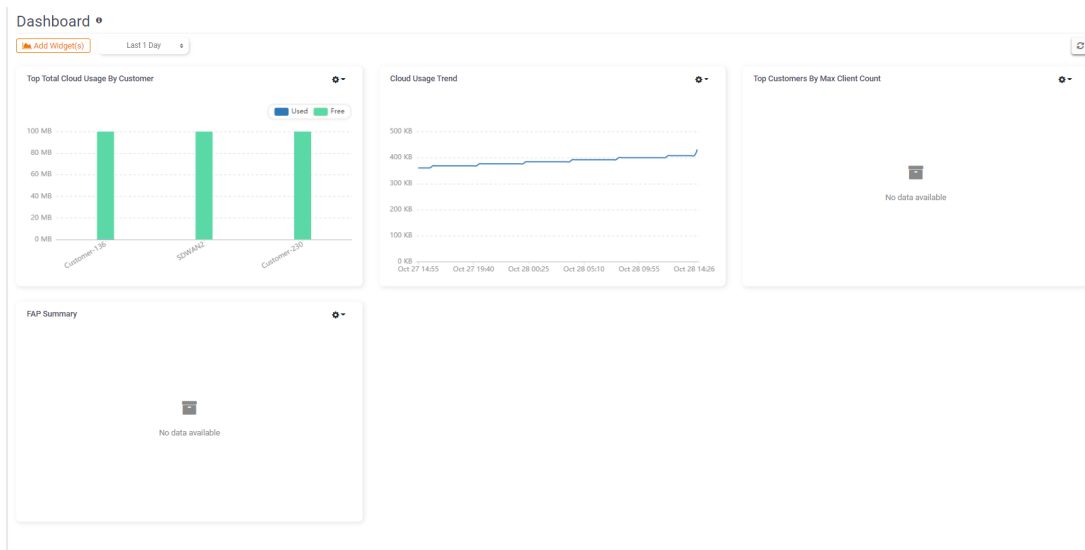 Dashboard
Add Widget(s)
Last 1 Day
Top Total Cloud Usage By Customer
Used
Free
100 MB
80 MB
60 MB
40 MB
20 MB
0 MB
Customer-136
SDWAN2
Customer-230
Cloud Usage Trend
500 KB
400 KB
300 KB
200 KB
100 KB
0 KB
Oct 27 14:55 Oct 27 19:40 Oct 28 00:25 Oct 28 05:10 Oct 28 09:55 Oct 28 14:26
Top Customers By Max Client Count
No data available
FAP Summary
No data available